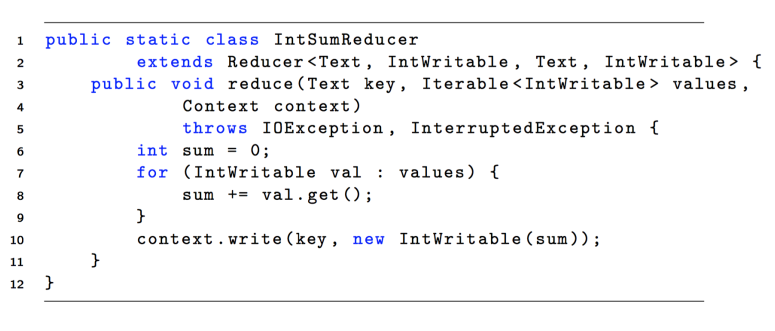 1 public static class IntSumReducer
2 extends Reducer<Text, IntWritable, Text, IntWritable> {
3 public void reduce(Text key, Iterable<IntWritable> values,
4 Context context)
5 throws IOException, InterruptedException {
6 int sum = 0;
7 for (IntWritable val : values) {
8 sum += val.get();
9 }
10 context.write(key, new IntWritable(sum));
11 }
12 }